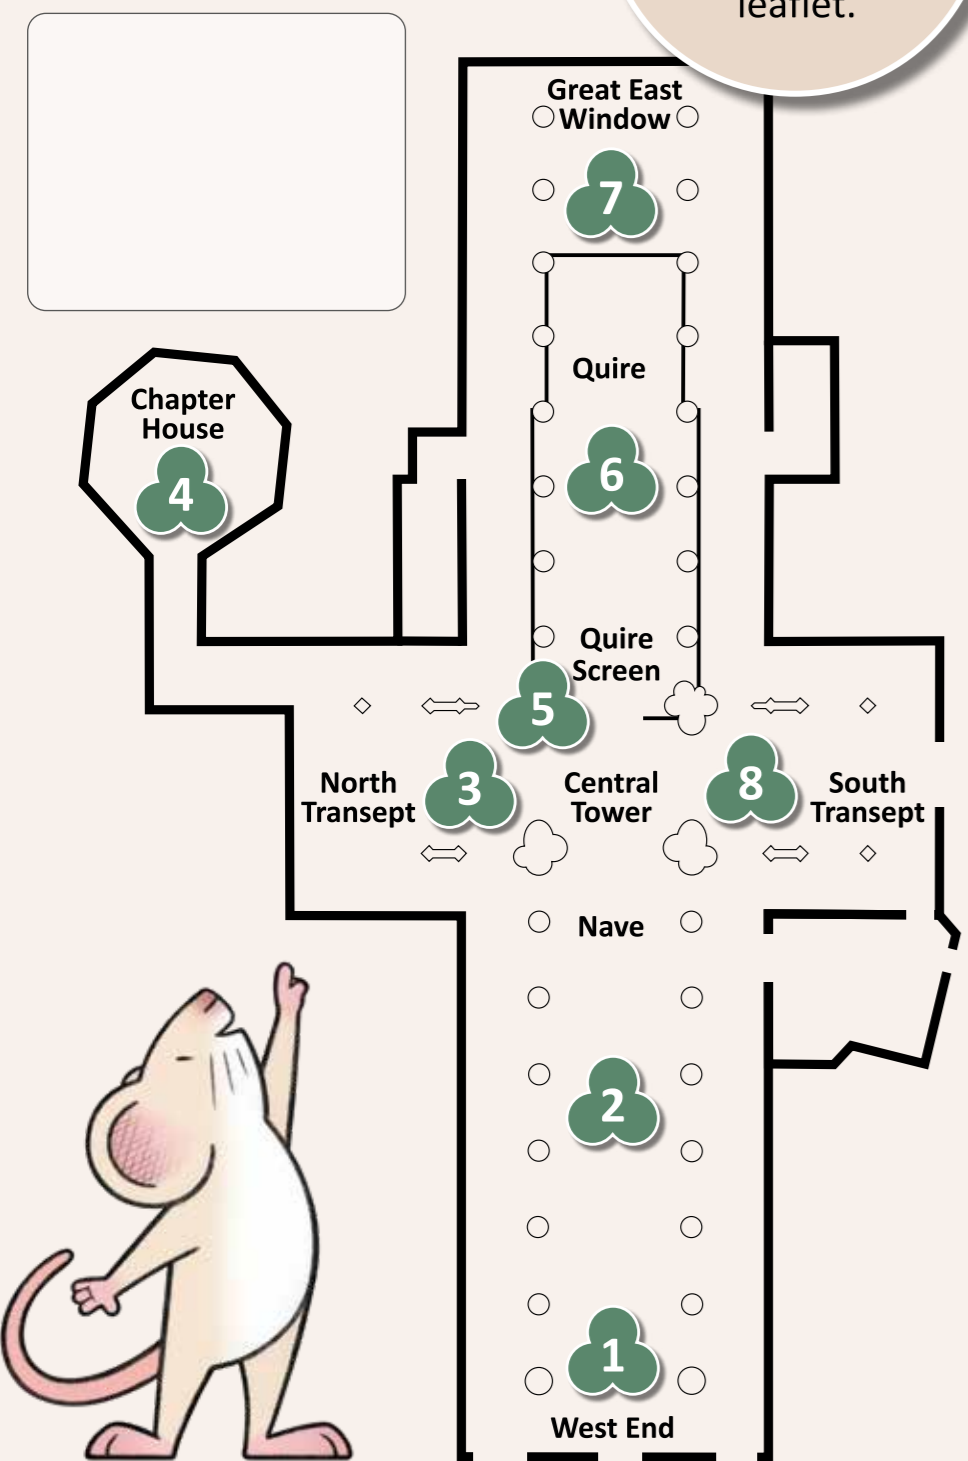 leaflet.
Great East
Window
7
Quire
Chapter
House
4
6
Quire
Screen
5
North
Transept
3
Central
Tower
8
South
Transept
Nave
2
1
West End